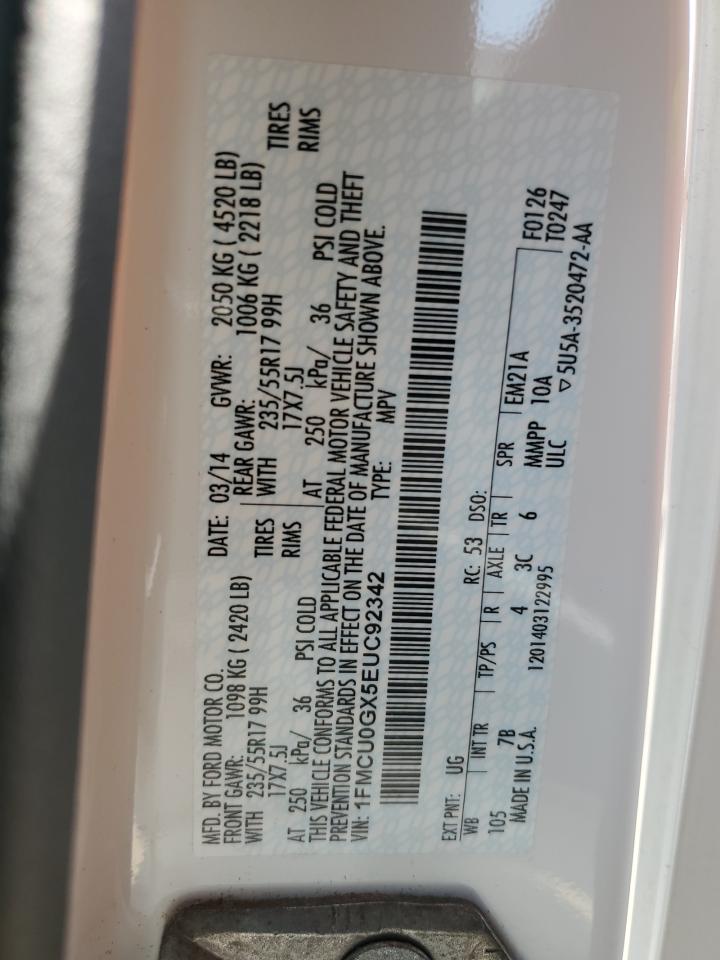 MFD. BY FORD MOTOR CO.
DATE: 03/14 GVWR: 2050 KG ( 4520 LB)
FRONT GAWR: 1098 KG ( 2420 LB) REAR GAWR: 1006 KG ( 2218 LB)
WITH 235/55R17 99H TIRES WITH 235/55R17 99H TIRES
17X7.5J RIMS 17X7.5J RIMS
AT 250 kPa/ 36 PSI COLD AT 250 kPa/ 36 PSI COLD
THIS VEHICLE CONFORMS TO ALL APPLICABLE FEDERAL MOTOR VEHICLE SAFETY AND THEFT
PREVENTION STANDARDS IN EFFECT ON THE DATE OF MANUFACTURE SHOWN ABOVE.
VIN: 1FMCU0GX5EUC92342 TYPE: MPV
EXT PNT: UG RC: 53 DSO: F0126
WB INT TR TP/PS R AXLE TR SPR EM21A T0247
105 7B 4 3C 6 MMPP 10A
MADE IN U.S.A. 1201403122995 ULC ▽5U5A-3520472-AA